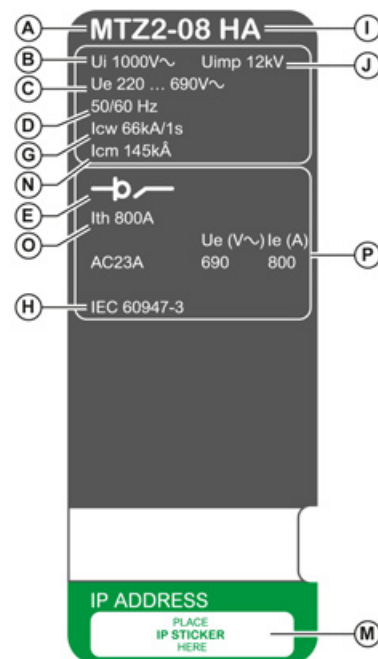 A MTZ2-08 HA I
B Ui 1000V∿ Uimp 12kV J
C Ue 220 ... 690V∿
D 50/60 Hz
G Icw 66kA/1s
N Icm 145kÂ
E
O Ith 800A
Ue (V∿) Ie (A)
AC23A 690 800 P
H IEC 60947-3
IP ADDRESS
PLACE
IP STICKER M
HERE